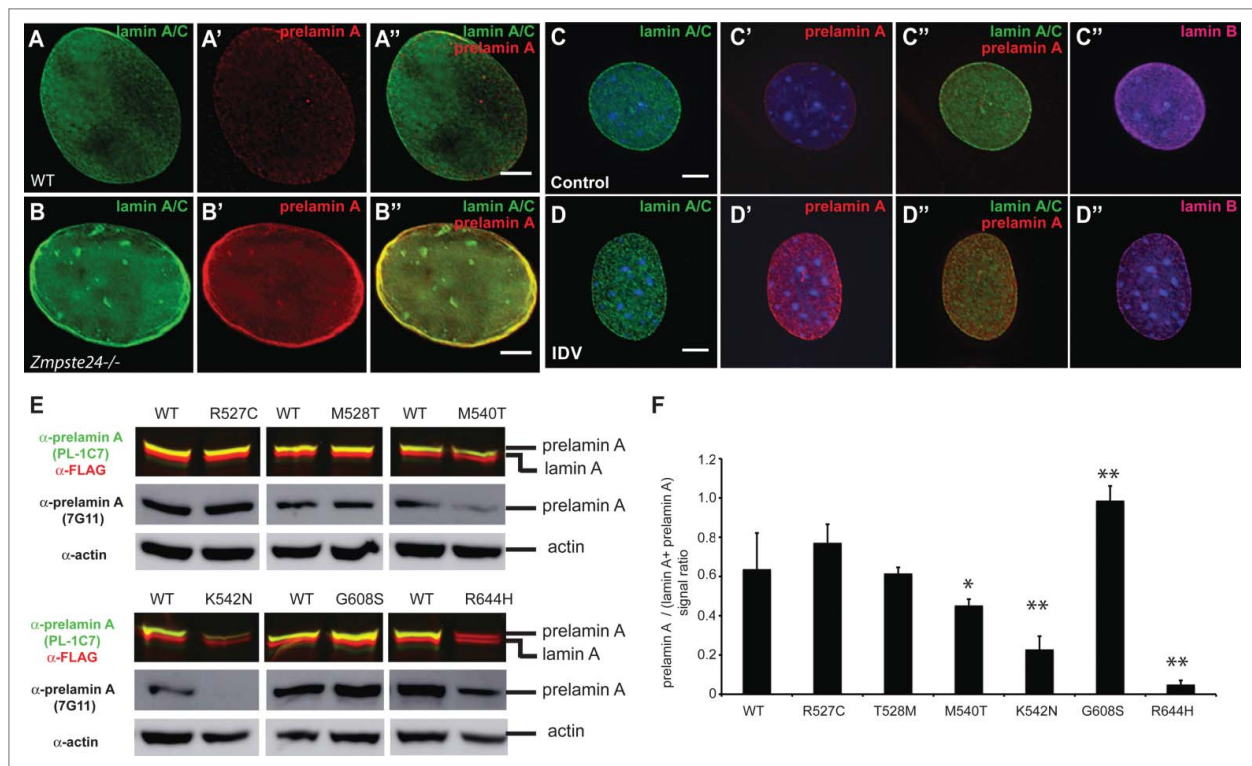 A lamin A/C
A' prelamin A
A'' lamin A/C
prelamin A
C lamin A/C
C' prelamin A
C'' lamin A/C
prelamin A
C'' lamin B
WT
Control
B lamin A/C
B' prelamin A
B'' lamin A/C
prelamin A
D lamin A/C
D' prelamin A
D'' lamin A/C
prelamin A
D'' lamin B
Zmpste24-/-
IDV
E
WT R527C WT M528T WT M540T
α-prelamin A
(PL-1C7)
α-FLAG
prelamin A
lamin A
α-prelamin A
(7G11)
prelamin A
α-actin
actin
WT K542N WT G608S WT R644H
α-prelamin A
(PL-1C7)
α-FLAG
prelamin A
lamin A
α-prelamin A
(7G11)
prelamin A
α-actin
actin
F
prelamin A / (lamin A+ prelamin A)
signal ratio
1.2
1.0
0.8
0.6
0.4
0.2
0
*
**
**
**
WT R527C T528M M540T K542N G608S R644H